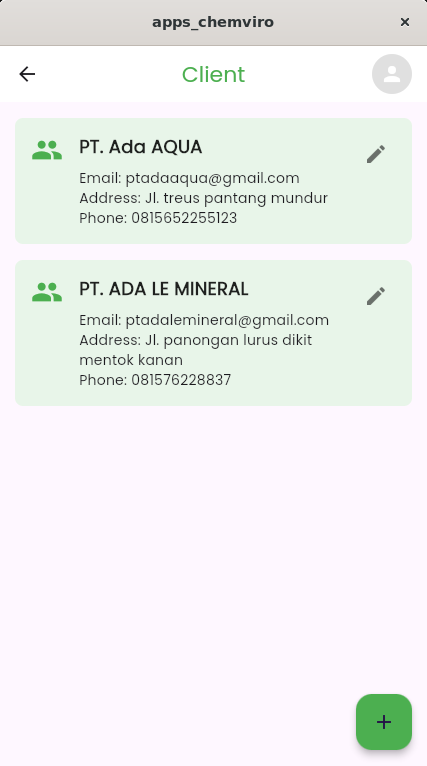 apps_chemviro
Client
PT. Ada AQUA
Email: ptadaaqua@gmail.com
Address: Jl. treus pantang mundur
Phone: 0815652255123
PT. ADA LE MINERAL
Email: ptadalemineral@gmail.com
Address: Jl. panongan lurus dikit
mentok kanan
Phone: 081576228837